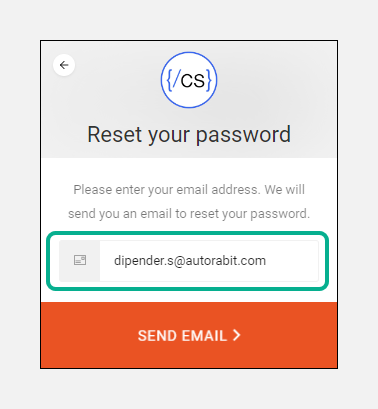 {/cs}
Reset your password
Please enter your email address. We will
send you an email to reset your password.
dipender.s@autorabit.com
SEND EMAIL